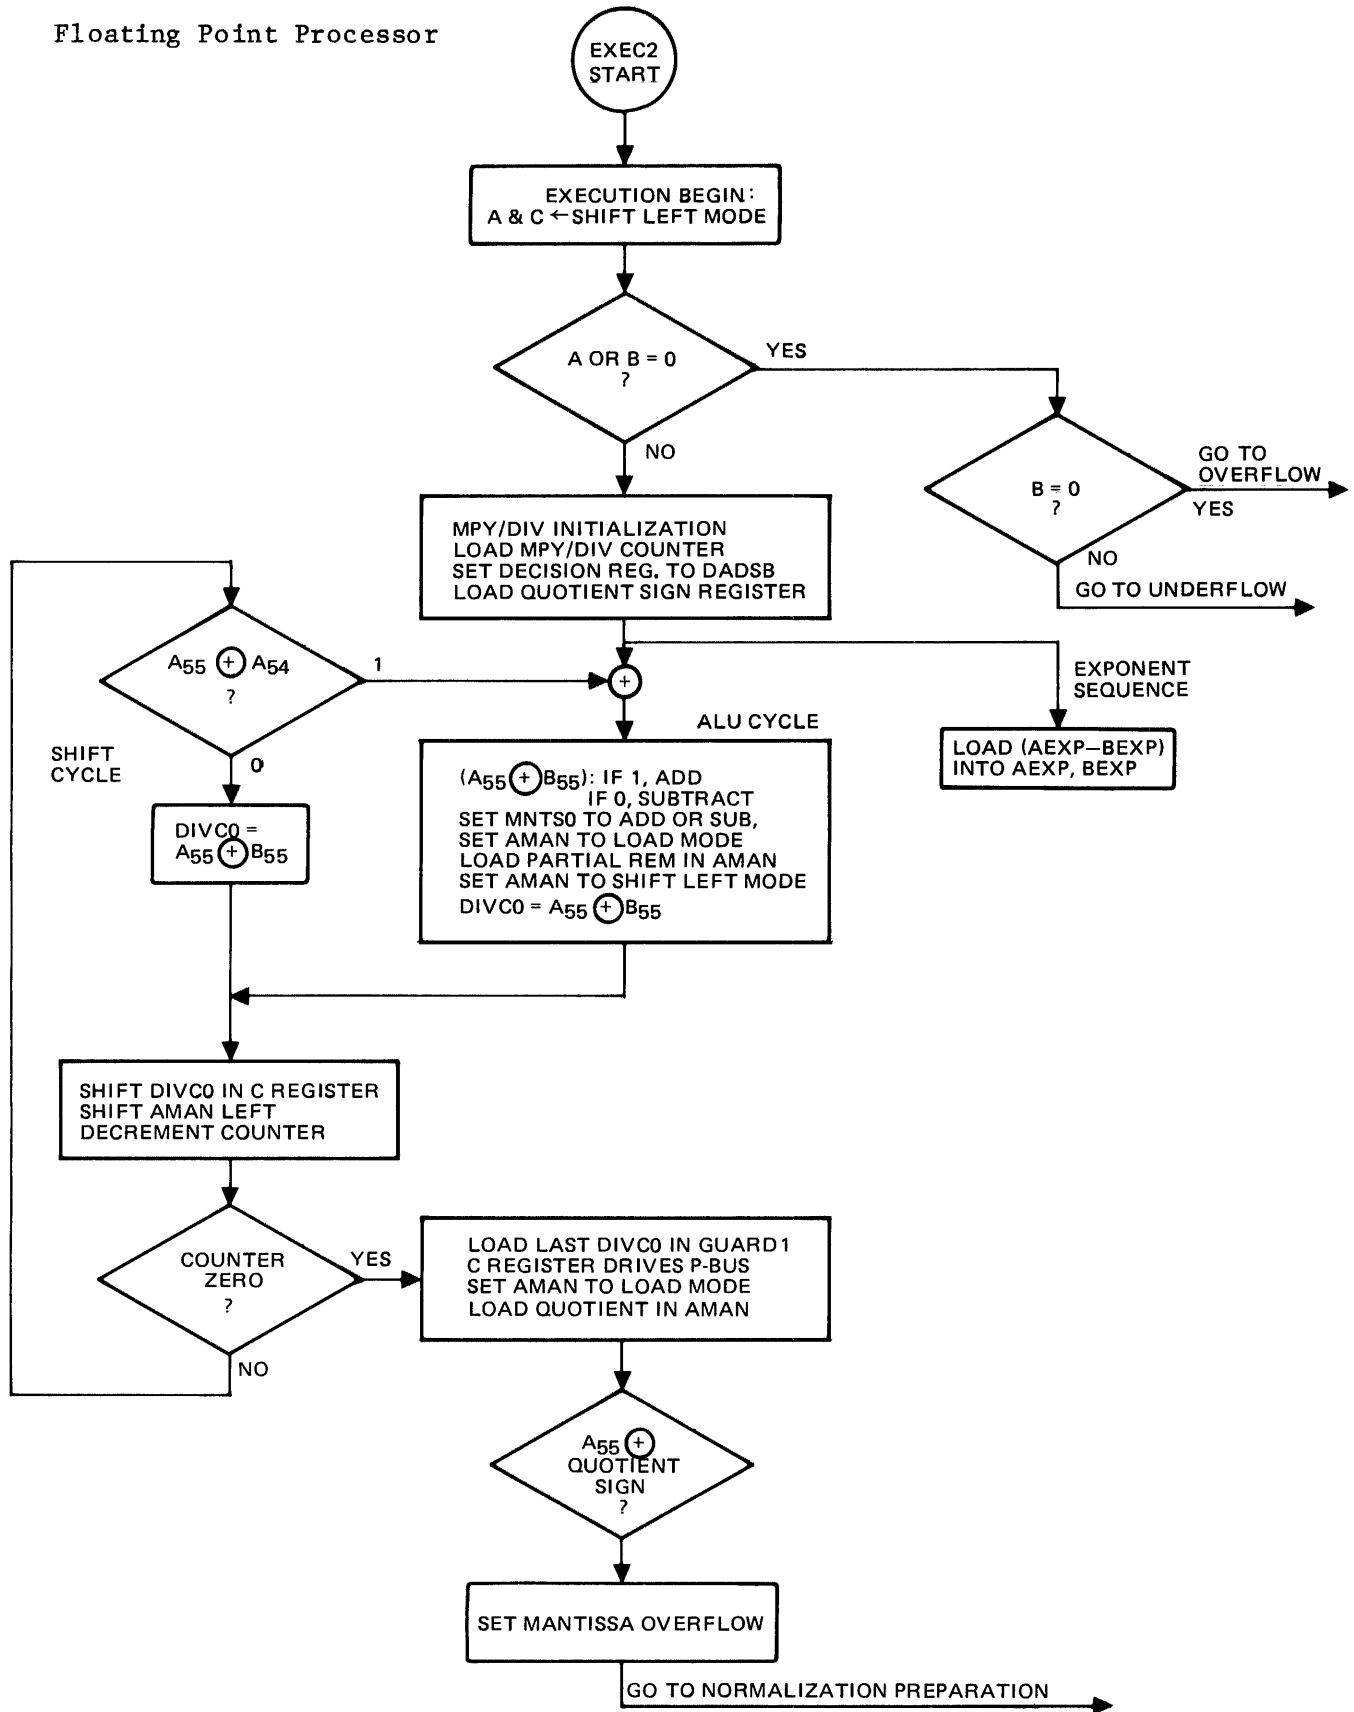 Floating Point Processor
EXEC2
START
EXECUTION BEGIN:
A & C ← SHIFT LEFT MODE
A OR B = 0
?
YES
NO
B = 0
?
GO TO
OVERFLOW
YES
NO
GO TO UNDERFLOW
MPY/DIV INITIALIZATION
LOAD MPY/DIV COUNTER
SET DECISION REG. TO DADSB
LOAD QUOTIENT SIGN REGISTER
A55 ⊕ A54
?
1
0
SHIFT
CYCLE
+
EXPONENT
SEQUENCE
LOAD (AEXP–BEXP)
INTO AEXP, BEXP
ALU CYCLE
(A55 ⊕ B55): IF 1, ADD
IF 0, SUBTRACT
SET MNTS0 TO ADD OR SUB,
SET AMAN TO LOAD MODE
LOAD PARTIAL REM IN AMAN
SET AMAN TO SHIFT LEFT MODE
DIVC0 = A55 ⊕ B55
DIVC0 =
A55 ⊕ B55
SHIFT DIVC0 IN C REGISTER
SHIFT AMAN LEFT
DECREMENT COUNTER
COUNTER
ZERO
?
YES
NO
LOAD LAST DIVC0 IN GUARD1
C REGISTER DRIVES P-BUS
SET AMAN TO LOAD MODE
LOAD QUOTIENT IN AMAN
A55 ⊕
QUOTIENT
SIGN
?
SET MANTISSA OVERFLOW
GO TO NORMALIZATION PREPARATION